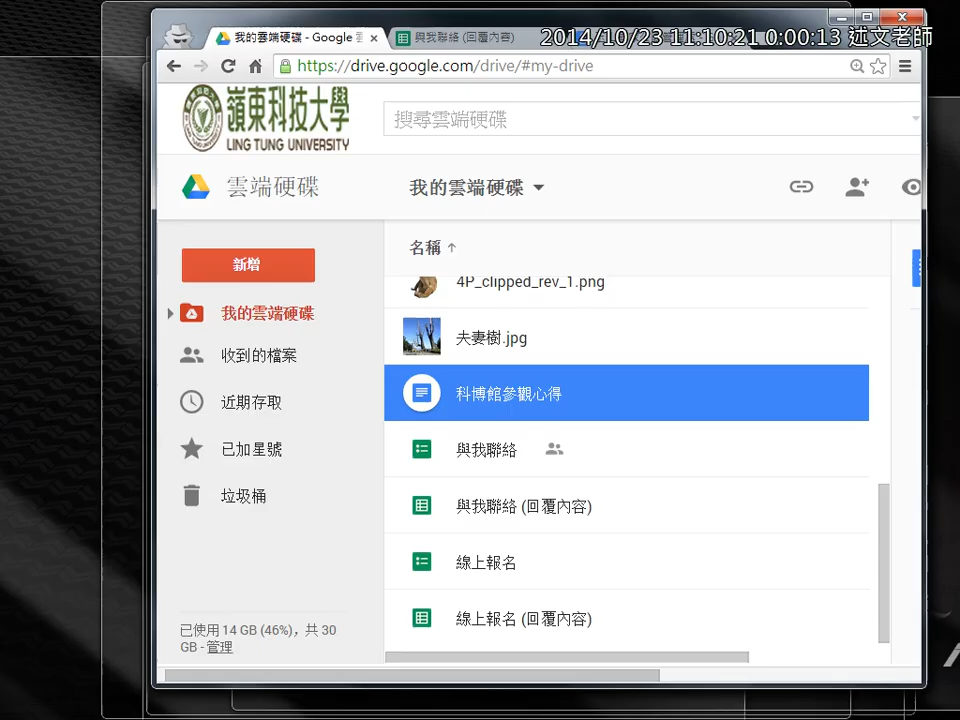 我的雲端硬碟 - Google 雲
與我聯絡 (回覆內容)
2014/10/23 11:10:21 0:00:13 述文老師
https://drive.google.com/drive/#my-drive
嶺東科技大學
LING TUNG UNIVERSITY
搜尋雲端硬碟
雲端硬碟
我的雲端硬碟
新增
名稱
4P_clipped_rev_1.png
我的雲端硬碟
夫妻樹.jpg
收到的檔案
科博館參觀心得
近期存取
已加星號
與我聯絡
垃圾桶
與我聯絡 (回覆內容)
線上報名
線上報名 (回覆內容)
已使用 14 GB (46%)，共 30
GB - 管理